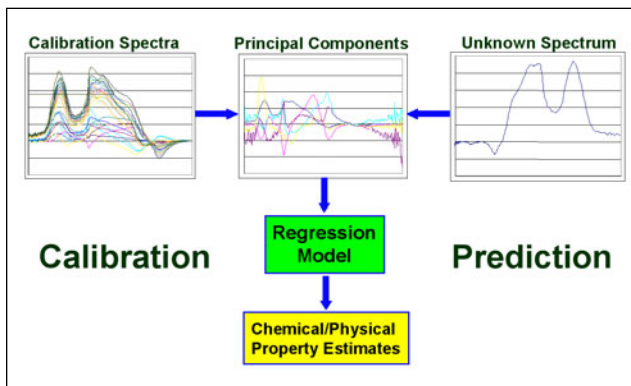 Calibration Spectra
Principal Components
Unknown Spectrum
Calibration
Regression
Model
Prediction
Chemical/Physical
Property Estimates